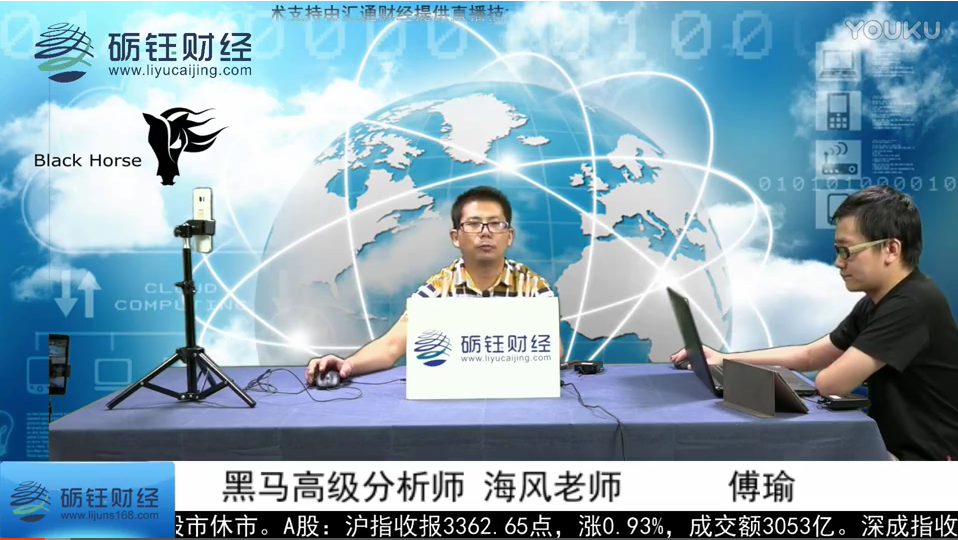 术支持由汇通财经提供直播技
YOUKU
砺钰财经
www.liyucaijing.com
Black Horse
010101000010
CLOUD
COMPUTING
砺钰财经
www.liyucaijing.com
黑马高级分析师 海风老师 傅瑜
砺钰财经
www.lijuns168.com
股市休市。A股：沪指收报3362.65点，涨0.93%，成交额3053亿。深成指收